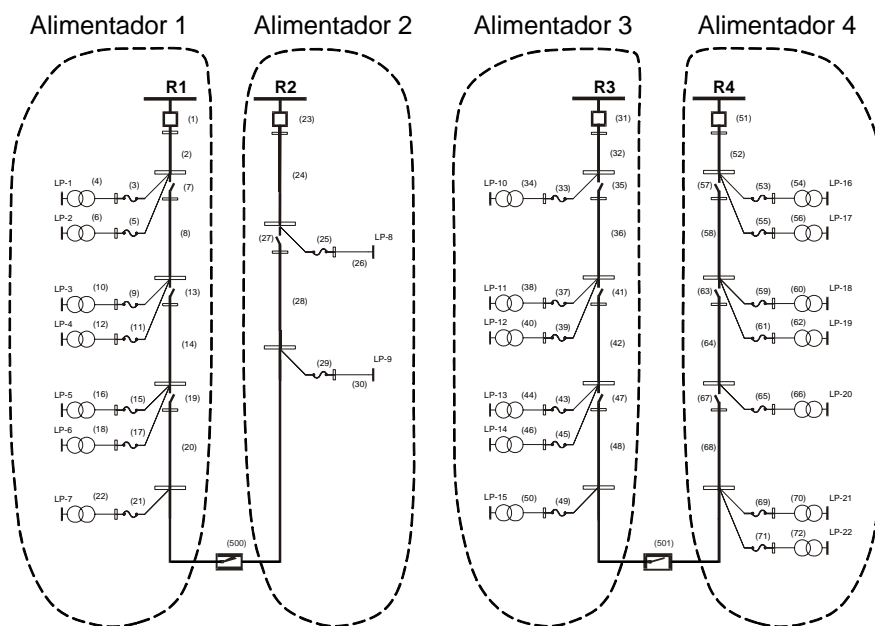 Alimentador 1
Alimentador 2
Alimentador 3
Alimentador 4
R1
(1)
(2)
LP-1 (4) (3)
(7)
LP-2 (6) (5)
(8)
LP-3 (10) (9)
(13)
LP-4 (12) (11)
(14)
LP-5 (16) (15)
(19)
LP-6 (18) (17)
(20)
LP-7 (22) (21)
(500)
R2
(23)
(24)
(27) (25) LP-8
(26)
(28)
(29) LP-9
(30)
R3
(31)
(32)
LP-10 (34) (33)
(35)
(36)
LP-11 (38) (37)
(41)
LP-12 (40) (39)
(42)
LP-13 (44) (43)
(47)
LP-14 (46) (45)
(48)
LP-15 (50) (49)
(501)
R4
(51)
(52)
(57) (53) (54) LP-16
(55) (56) LP-17
(58)
(63) (59) (60) LP-18
(61) (62) LP-19
(64)
(67) (65) (66) LP-20
(68)
(69) (70) LP-21
(71) (72) LP-22